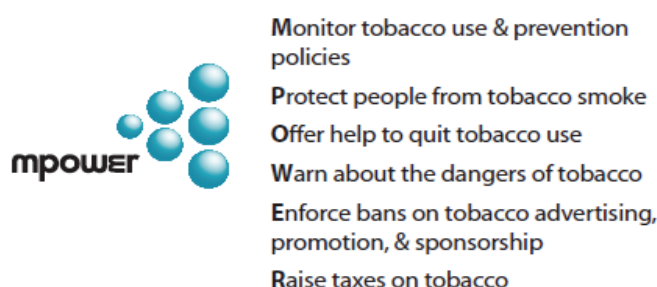 mpower
Monitor tobacco use & prevention
policies
Protect people from tobacco smoke
Offer help to quit tobacco use
Warn about the dangers of tobacco
Enforce bans on tobacco advertising,
promotion, & sponsorship
Raise taxes on tobacco